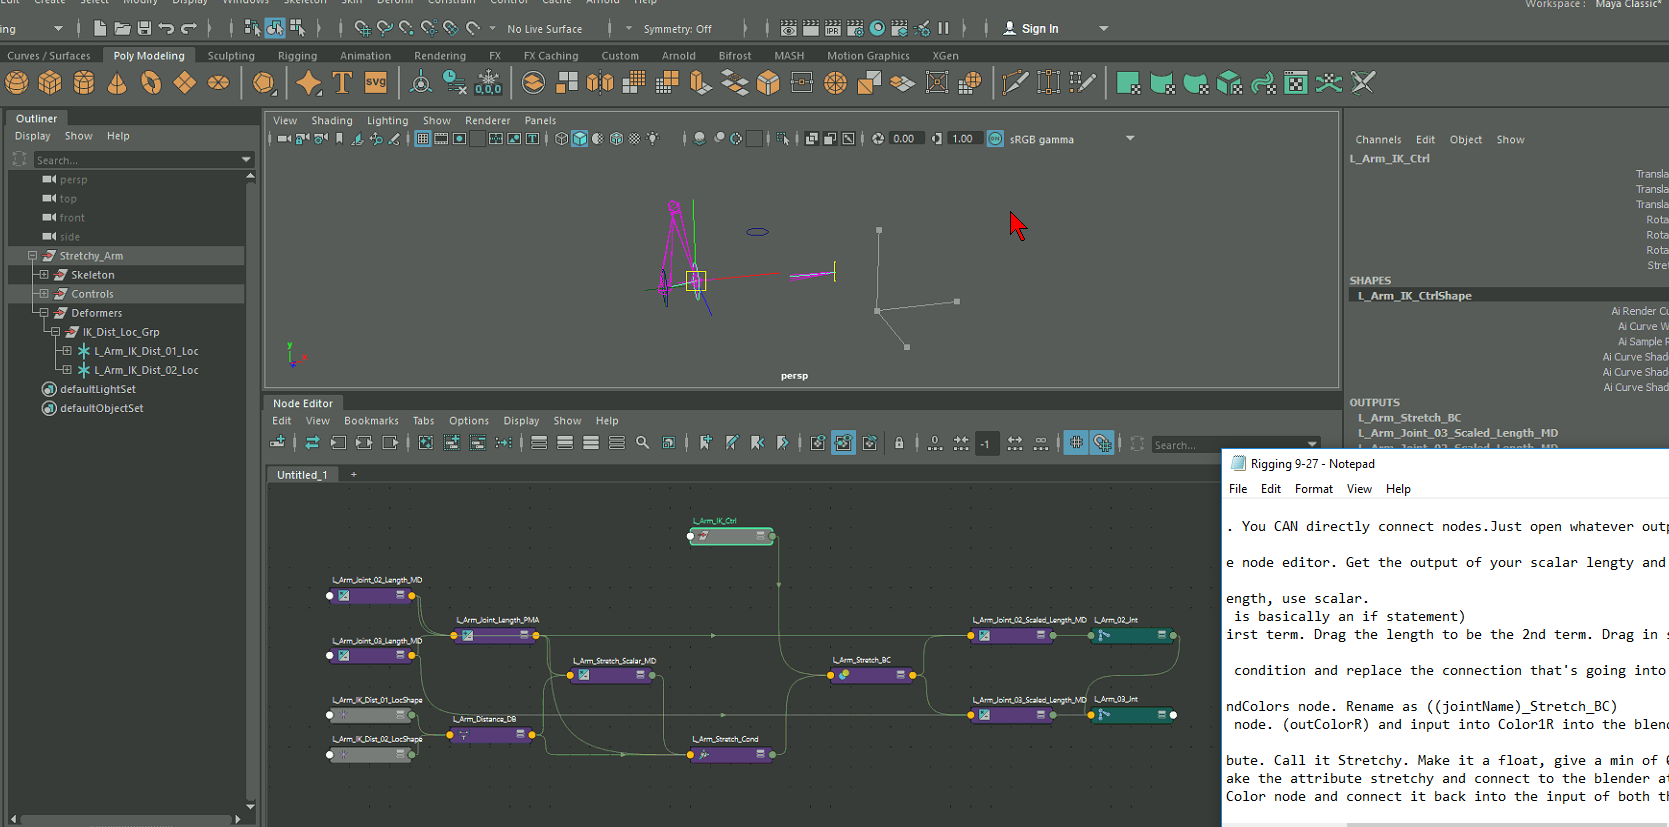 Edit Create Select Modify Display Windows Skeleton Skin Deform Constrain Control Cache Arnold Help
Workspace : Maya Classic*
ing No Live Surface Symmetry: Off IPR Sign In
Curves / Surfaces Poly Modeling Sculpting Rigging Animation Rendering FX FX Caching Custom Arnold Bifrost MASH Motion Graphics XGen
T SVG 0,0,0
Outliner
Display Show Help
Search...
persp
top
front
side
Stretchy_Arm
Skeleton
Controls
Deformers
IK_Dist_Loc_Grp
L_Arm_IK_Dist_01_Loc
L_Arm_IK_Dist_02_Loc
defaultLightSet
defaultObjectSet
View Shading Lighting Show Renderer Panels
0.00 1.00 sRGB gamma
y
persp
Channels Edit Object Show
L_Arm_IK_Ctrl
Transla
Transla
Transla
Rota
Rota
Rota
Stre
SHAPES
L_Arm_IK_CtrlShape
Ai Render Cu
Ai Curve W
Ai Sample R
Ai Curve Shad
Ai Curve Shad
Ai Curve Shad
OUTPUTS
L_Arm_Stretch_BC
L_Arm_Joint_03_Scaled_Length_MD
L_Arm_Joint_02_Scaled_Length_MD
Node Editor
Edit View Bookmarks Tabs Options Display Show Help
-1 Search...
Untitled_1 +
L_Arm_IK_Ctrl
L_Arm_Joint_02_Length_MD
L_Arm_Joint_Length_PMA
L_Arm_Joint_02_Scaled_Length_MD
L_Arm_02_Jnt
L_Arm_Joint_03_Length_MD
L_Arm_Stretch_Scalar_MD
L_Arm_Stretch_BC
L_Arm_IK_Dist_01_LocShape
L_Arm_Joint_03_Scaled_Length_MD
L_Arm_03_Jnt
L_Arm_Distance_DB
L_Arm_IK_Dist_02_LocShape
L_Arm_Stretch_Cond
Rigging 9-27 - Notepad
File Edit Format View Help
. You CAN directly connect nodes.Just open whatever outp
e node editor. Get the output of your scalar lengty and
ength, use scalar.
is basically an if statement)
irst term. Drag the length to be the 2nd term. Drag in s
condition and replace the connection that's going into
ndColors node. Rename as ((jointName)_Stretch_BC)
node. (outColorR) and input into Color1R into the blend
bute. Call it Stretchy. Make it a float, give a min of 0
ake the attribute stretchy and connect to the blender at
Color node and connect it back into the input of both th